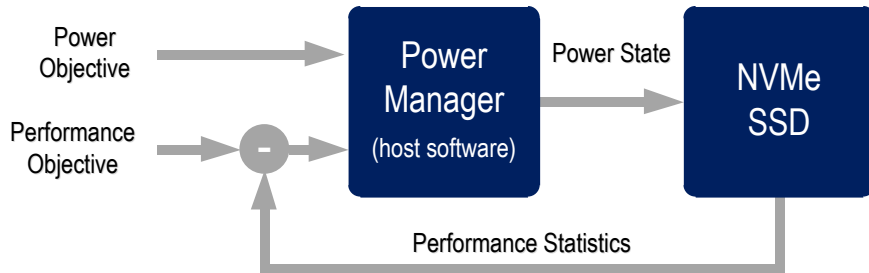 Power
Objective
Performance
Objective
-
Power
Manager
(host software)
Power State
NVMe
SSD
Performance Statistics